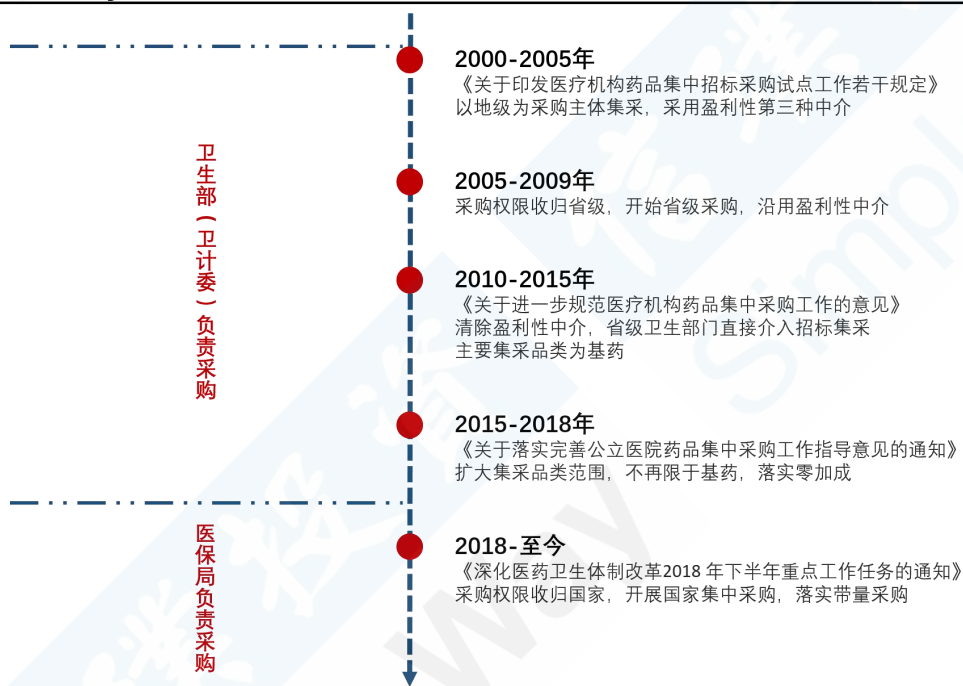 2000-2005年
《关于印发医疗机构药品集中招标采购试点工作若干规定》
以地级为采购主体集采，采用盈利性第三种中介
卫生部(卫计委)负责采购
2005-2009年
采购权限收归省级，开始省级采购，沿用盈利性中介
2010-2015年
《关于进一步规范医疗机构药品集中采购工作的意见》
清除盈利性中介，省级卫生部门直接介入招标集采
主要集采品类为基药
2015-2018年
《关于落实完善公立医院药品集中采购工作指导意见的通知》
扩大集采品类范围，不再限于基药，落实零加成
医保局负责采购
2018-至今
《深化医药卫生体制改革2018 年下半年重点工作任务的通知》
采购权限收归国家，开展国家集中采购，落实带量采购
Way
Simpl